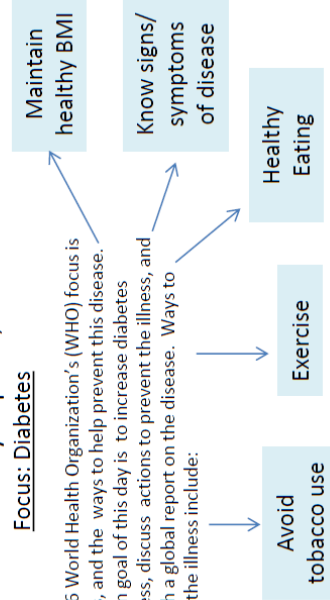 Focus: Diabetes
World Health Organization's (WHO) focus is
, and the ways to help prevent this disease.
goal of this day is to increase diabetes
discuss actions to prevent the illness, and
a global report on the disease. Ways to
the illness include:
Maintain
healthy BMI
Know signs/
symptoms
of disease
Healthy
Eating
Exercise
Avoid
tobacco use